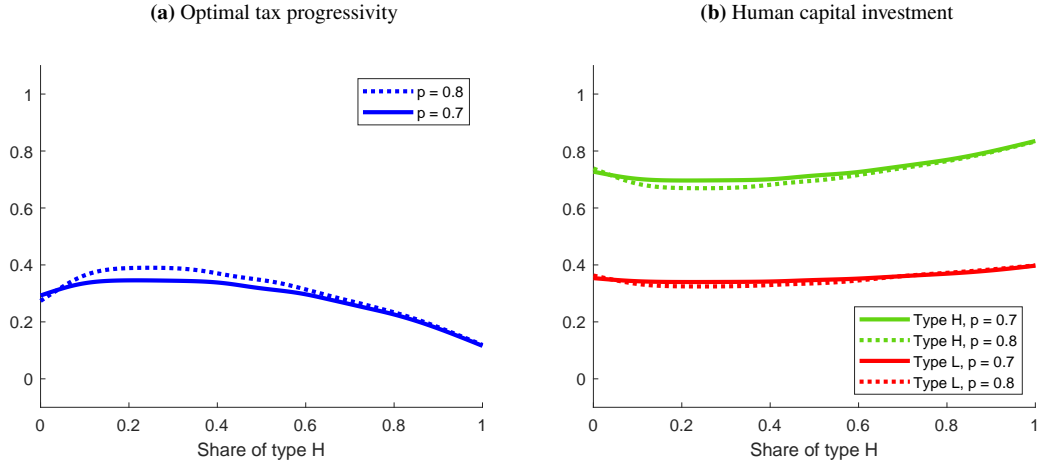 (a) Optimal tax progressivity
1
0.8
0.6
0.4
0.2
0
0
0.2
0.4
0.6
0.8
1
Share of type H
p = 0.8
p = 0.7
(b) Human capital investment
1
0.8
0.6
0.4
0.2
0
0
0.2
0.4
0.6
0.8
1
Share of type H
Type H, p = 0.7
Type H, p = 0.8
Type L, p = 0.7
Type L, p = 0.8